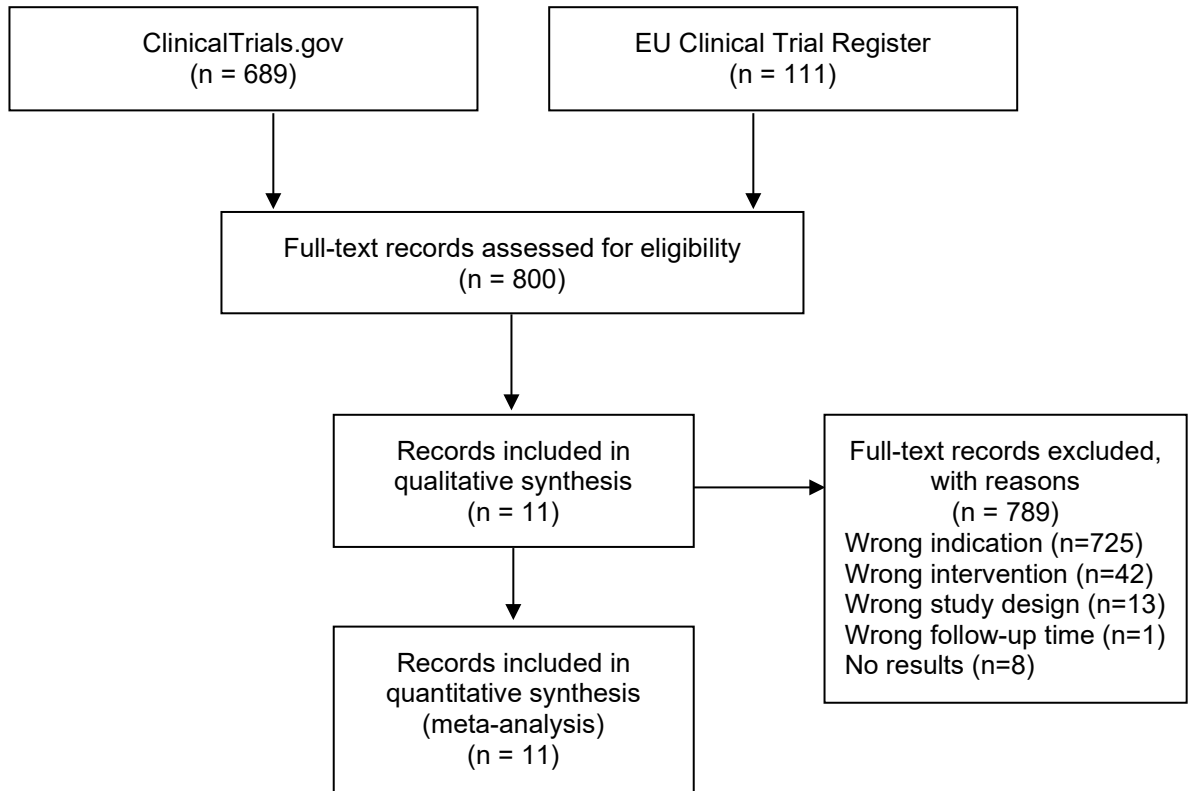 ClinicalTrials.gov
(n = 689)
EU Clinical Trial Register
(n = 111)
Full-text records assessed for eligibility
(n = 800)
Records included in
qualitative synthesis
(n = 11)
Full-text records excluded,
with reasons
(n = 789)
Wrong indication (n=725)
Wrong intervention (n=42)
Wrong study design (n=13)
Wrong follow-up time (n=1)
No results (n=8)
Records included in
quantitative synthesis
(meta-analysis)
(n = 11)